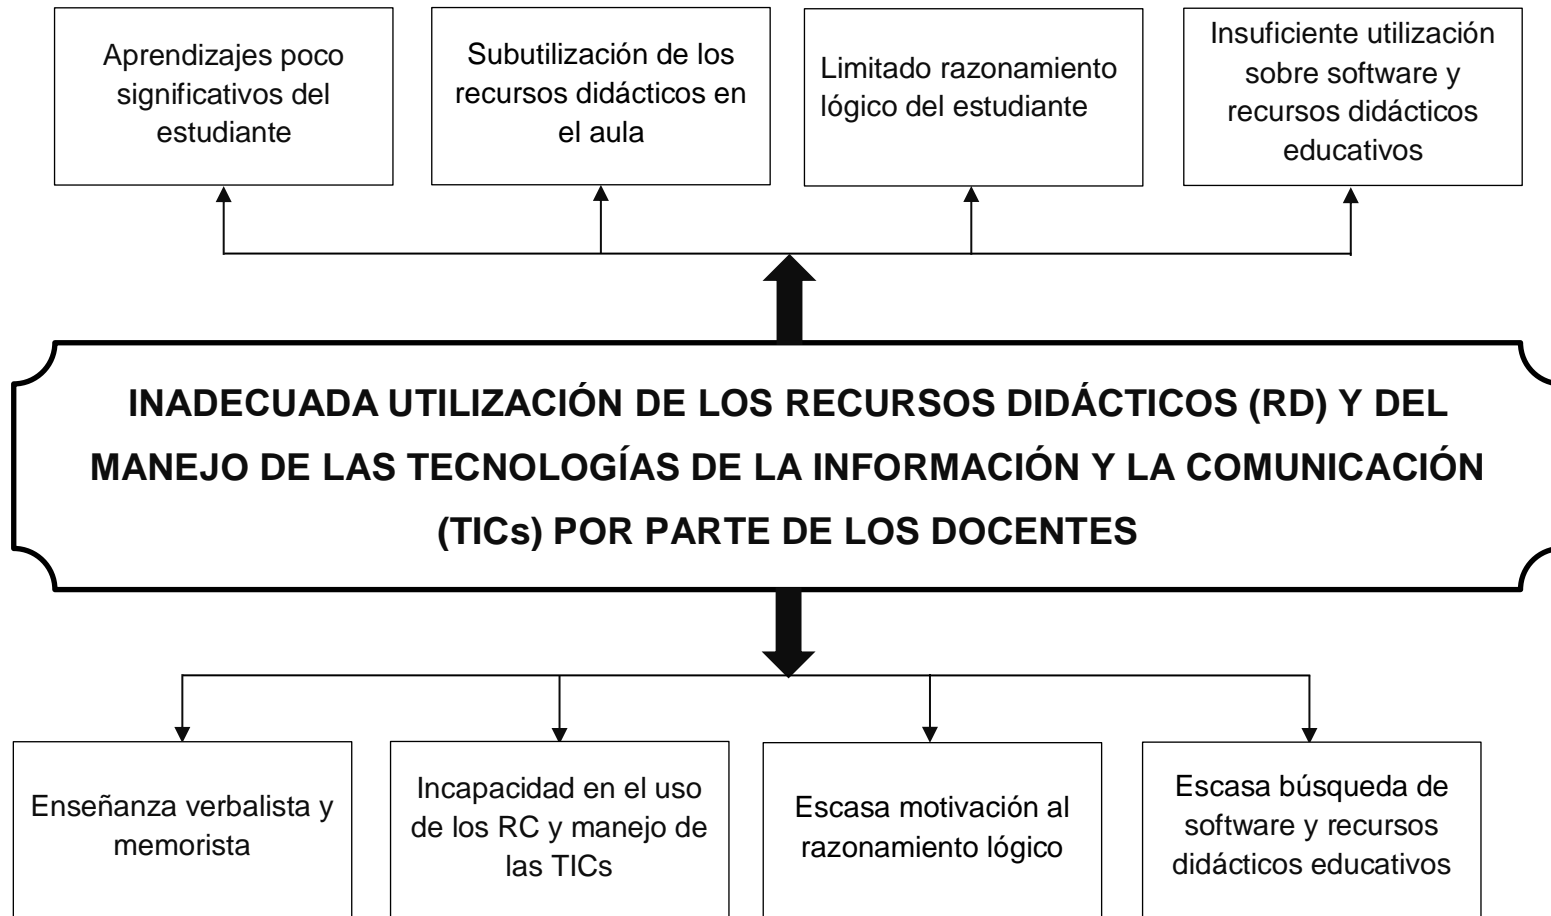 Aprendizajes poco
significativos del
estudiante
Subutilización de los
recursos didácticos en
el aula
Limitado razonamiento
lógico del estudiante
Insuficiente utilización
sobre software y
recursos didácticos
educativos
INADECUADA UTILIZACIÓN DE LOS RECURSOS DIDÁCTICOS (RD) Y DEL
MANEJO DE LAS TECNOLOGÍAS DE LA INFORMACIÓN Y LA COMUNICACIÓN
(TICs) POR PARTE DE LOS DOCENTES
Enseñanza verbalista y
memorista
Incapacidad en el uso
de los RC y manejo de
las TICs
Escasa motivación al
razonamiento lógico
Escasa búsqueda de
software y recursos
didácticos educativos